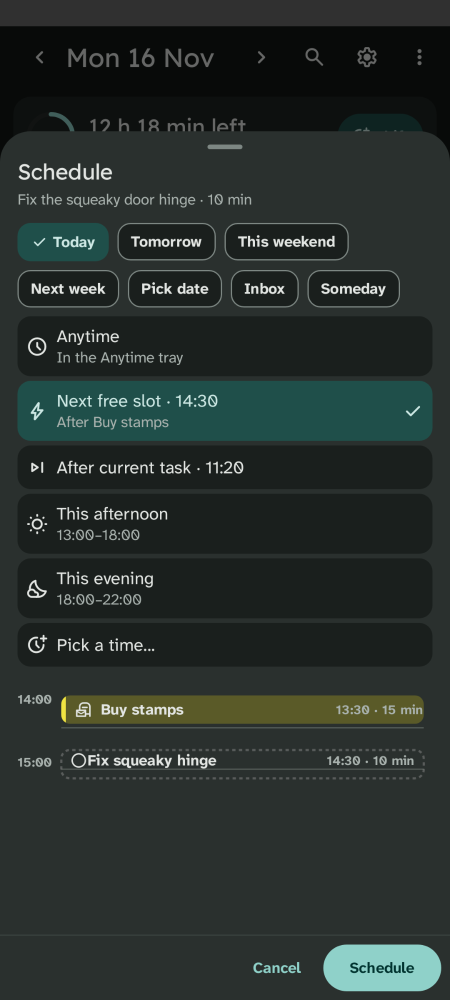 Mon 16 Nov
12 h 18 min left
Schedule
Fix the squeaky door hinge · 10 min
Today
Tomorrow
This weekend
Next week
Pick date
Inbox
Someday
Anytime
In the Anytime tray
Next free slot · 14:30
After Buy stamps
After current task · 11:20
This afternoon
13:00–18:00
This evening
18:00–22:00
Pick a time...
14:00
Buy stamps
13:30 · 15 min
15:00
Fix squeaky hinge
14:30 · 10 min
Cancel
Schedule